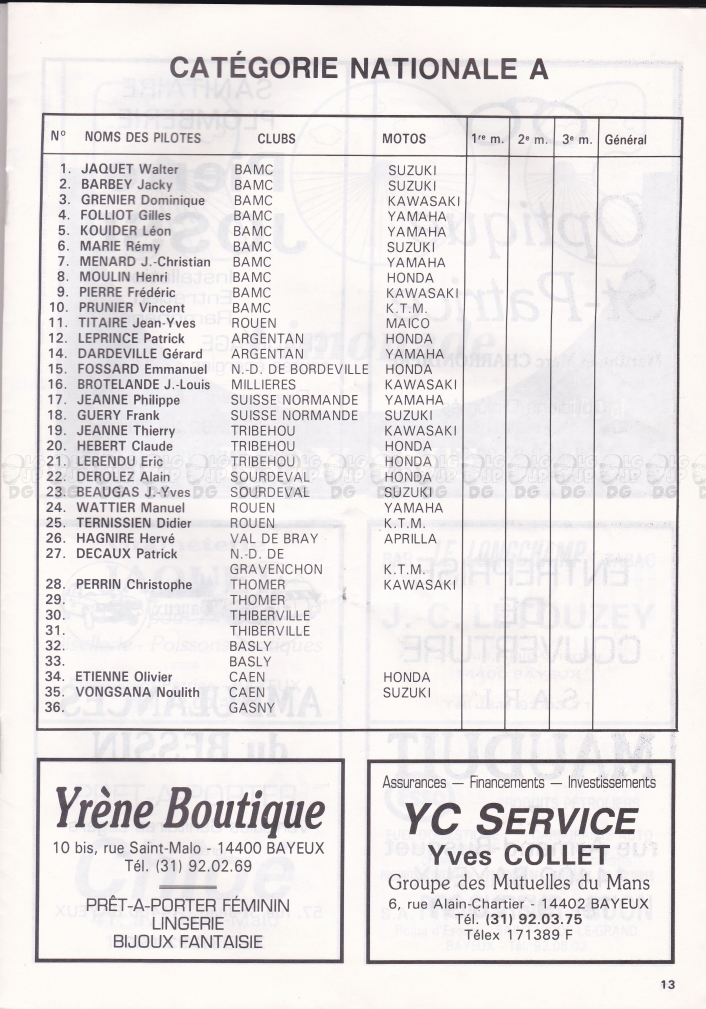 CATÉGORIE NATIONALE A
N° NOMS DES PILOTES CLUBS MOTOS 1re m. 2e m. 3e m. Général
1. JAQUET Walter BAMC SUZUKI
2. BARBEY Jacky BAMC SUZUKI
3. GRENIER Dominique BAMC KAWASAKI
4. FOLLIOT Gilles BAMC YAMAHA
5. KOUIDER Léon BAMC YAMAHA
6. MARIE Rémy BAMC SUZUKI
7. MENARD J.-Christian BAMC YAMAHA
8. MOULIN Henri BAMC HONDA
9. PIERRE Frédéric BAMC KAWASAKI
10. PRUNIER Vincent BAMC K.T.M.
11. TITAIRE Jean-Yves ROUEN MAICO
12. LEPRINCE Patrick ARGENTAN HONDA
14. DARDEVILLE Gérard ARGENTAN YAMAHA
15. FOSSARD Emmanuel N.-D. DE BORDEVILLE HONDA
16. BROTELANDE J.-Louis MILLIERES KAWASAKI
17. JEANNE Philippe SUISSE NORMANDE YAMAHA
18. GUERY Frank SUISSE NORMANDE SUZUKI
19. JEANNE Thierry TRIBEHOU KAWASAKI
20. HEBERT Claude TRIBEHOU HONDA
21. LERENDU Eric TRIBEHOU HONDA
22. DEROLEZ Alain SOURDEVAL HONDA
23. BEAUGAS J.-Yves SOURDEVAL SUZUKI
24. WATTIER Manuel ROUEN YAMAHA
25. TERNISSIEN Didier ROUEN K.T.M.
26. HAGNIRE Hervé VAL DE BRAY APRILLA
27. DECAUX Patrick N.-D. DE
GRAVENCHON K.T.M.
28. PERRIN Christophe THOMER KAWASAKI
29. THOMER
30. THIBERVILLE
31. THIBERVILLE
32. BASLY
33. BASLY
34. ETIENNE Olivier CAEN HONDA
35. VONGSANA Noulith CAEN SUZUKI
36. GASNY
Yrène Boutique
10 bis, rue Saint-Malo - 14400 BAYEUX
Tél. (31) 92.02.69
PRÊT-A-PORTER FÉMININ
LINGERIE
BIJOUX FANTAISIE
Assurances — Financements — Investissements
YC SERVICE
Yves COLLET
Groupe des Mutuelles du Mans
6, rue Alain-Chartier - 14402 BAYEUX
Tél. (31) 92.03.75
Télex 171389 F
13